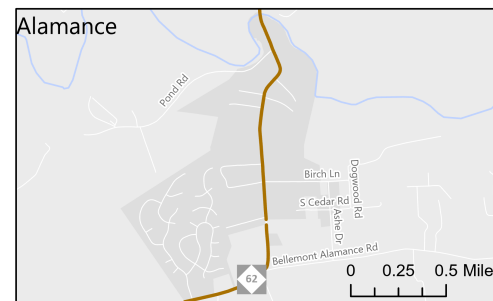 Alamance
Pond Rd
Birch Ln
Dogwood Rd
S Cedar Rd
Ashe Dr
Bellemont Alamance Rd
62
0 0.25 0.5 Mile